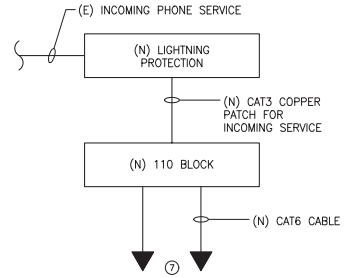 (E) INCOMING PHONE SERVICE
(N) LIGHTNING
PROTECTION
(N) CAT3 COPPER
PATCH FOR
INCOMING SERVICE
(N) 110 BLOCK
(N) CAT6 CABLE
7